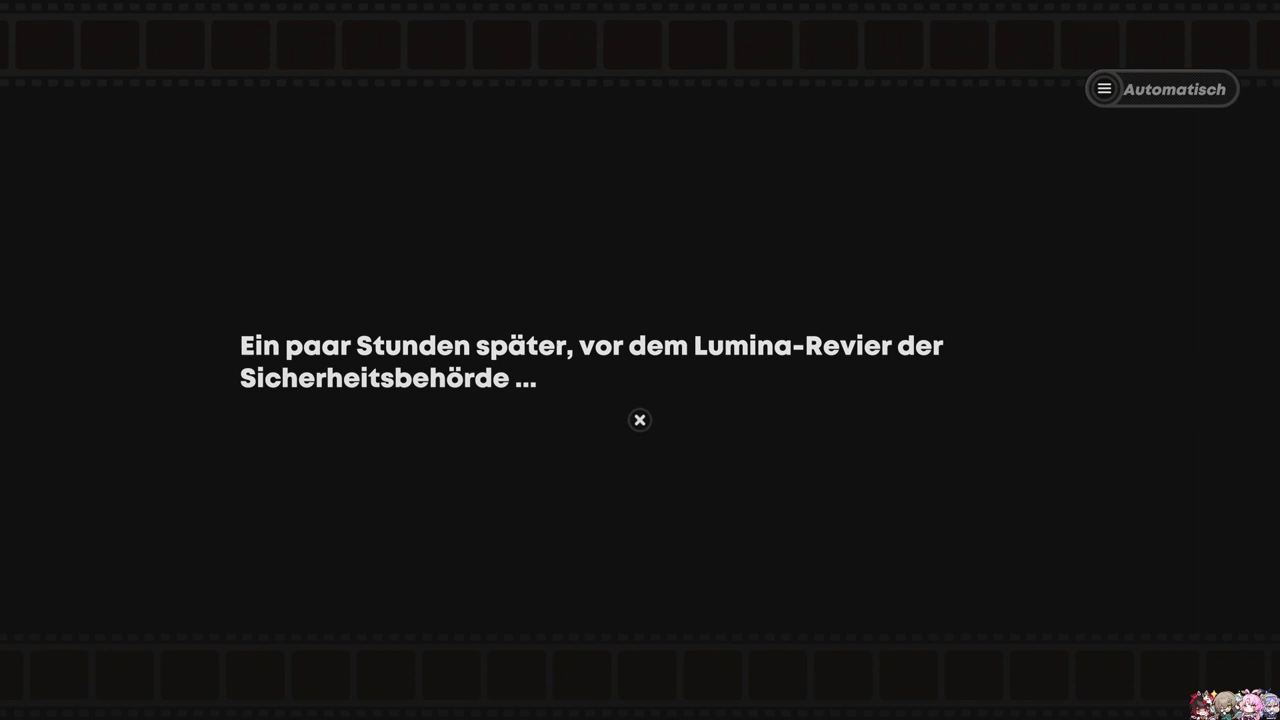 Automatisch
Ein paar Stunden später, vor dem Lumina-Revier der
Sicherheitsbehörde ...